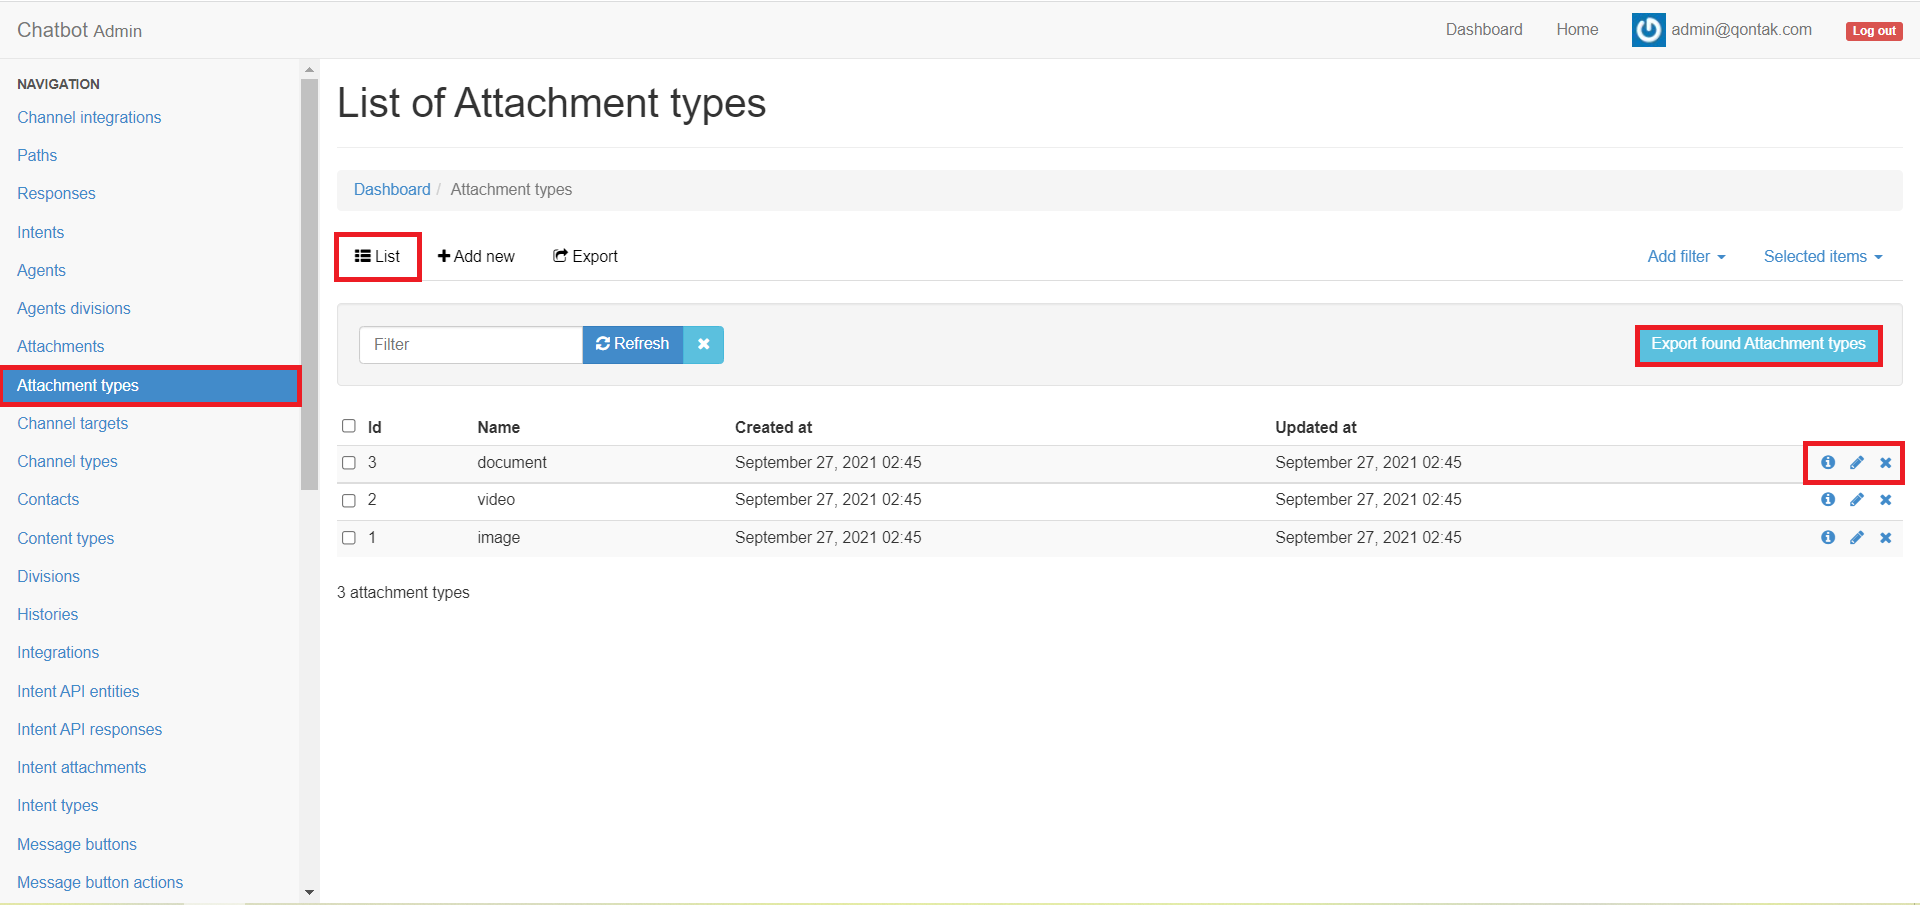 Chatbot Admin
Dashboard Home admin@qontak.com Log out
NAVIGATION
Channel integrations
Paths
Responses
Intents
Agents
Agents divisions
Attachments
Attachment types
Channel targets
Channel types
Contacts
Content types
Divisions
Histories
Integrations
Intent API entities
Intent API responses
Intent attachments
Intent types
Message buttons
Message button actions
List of Attachment types
Dashboard / Attachment types
List Add new Export Add filter Selected items
Filter Refresh Export found Attachment types
Id Name Created at Updated at
3 document September 27, 2021 02:45 September 27, 2021 02:45
2 video September 27, 2021 02:45 September 27, 2021 02:45
1 image September 27, 2021 02:45 September 27, 2021 02:45
3 attachment types